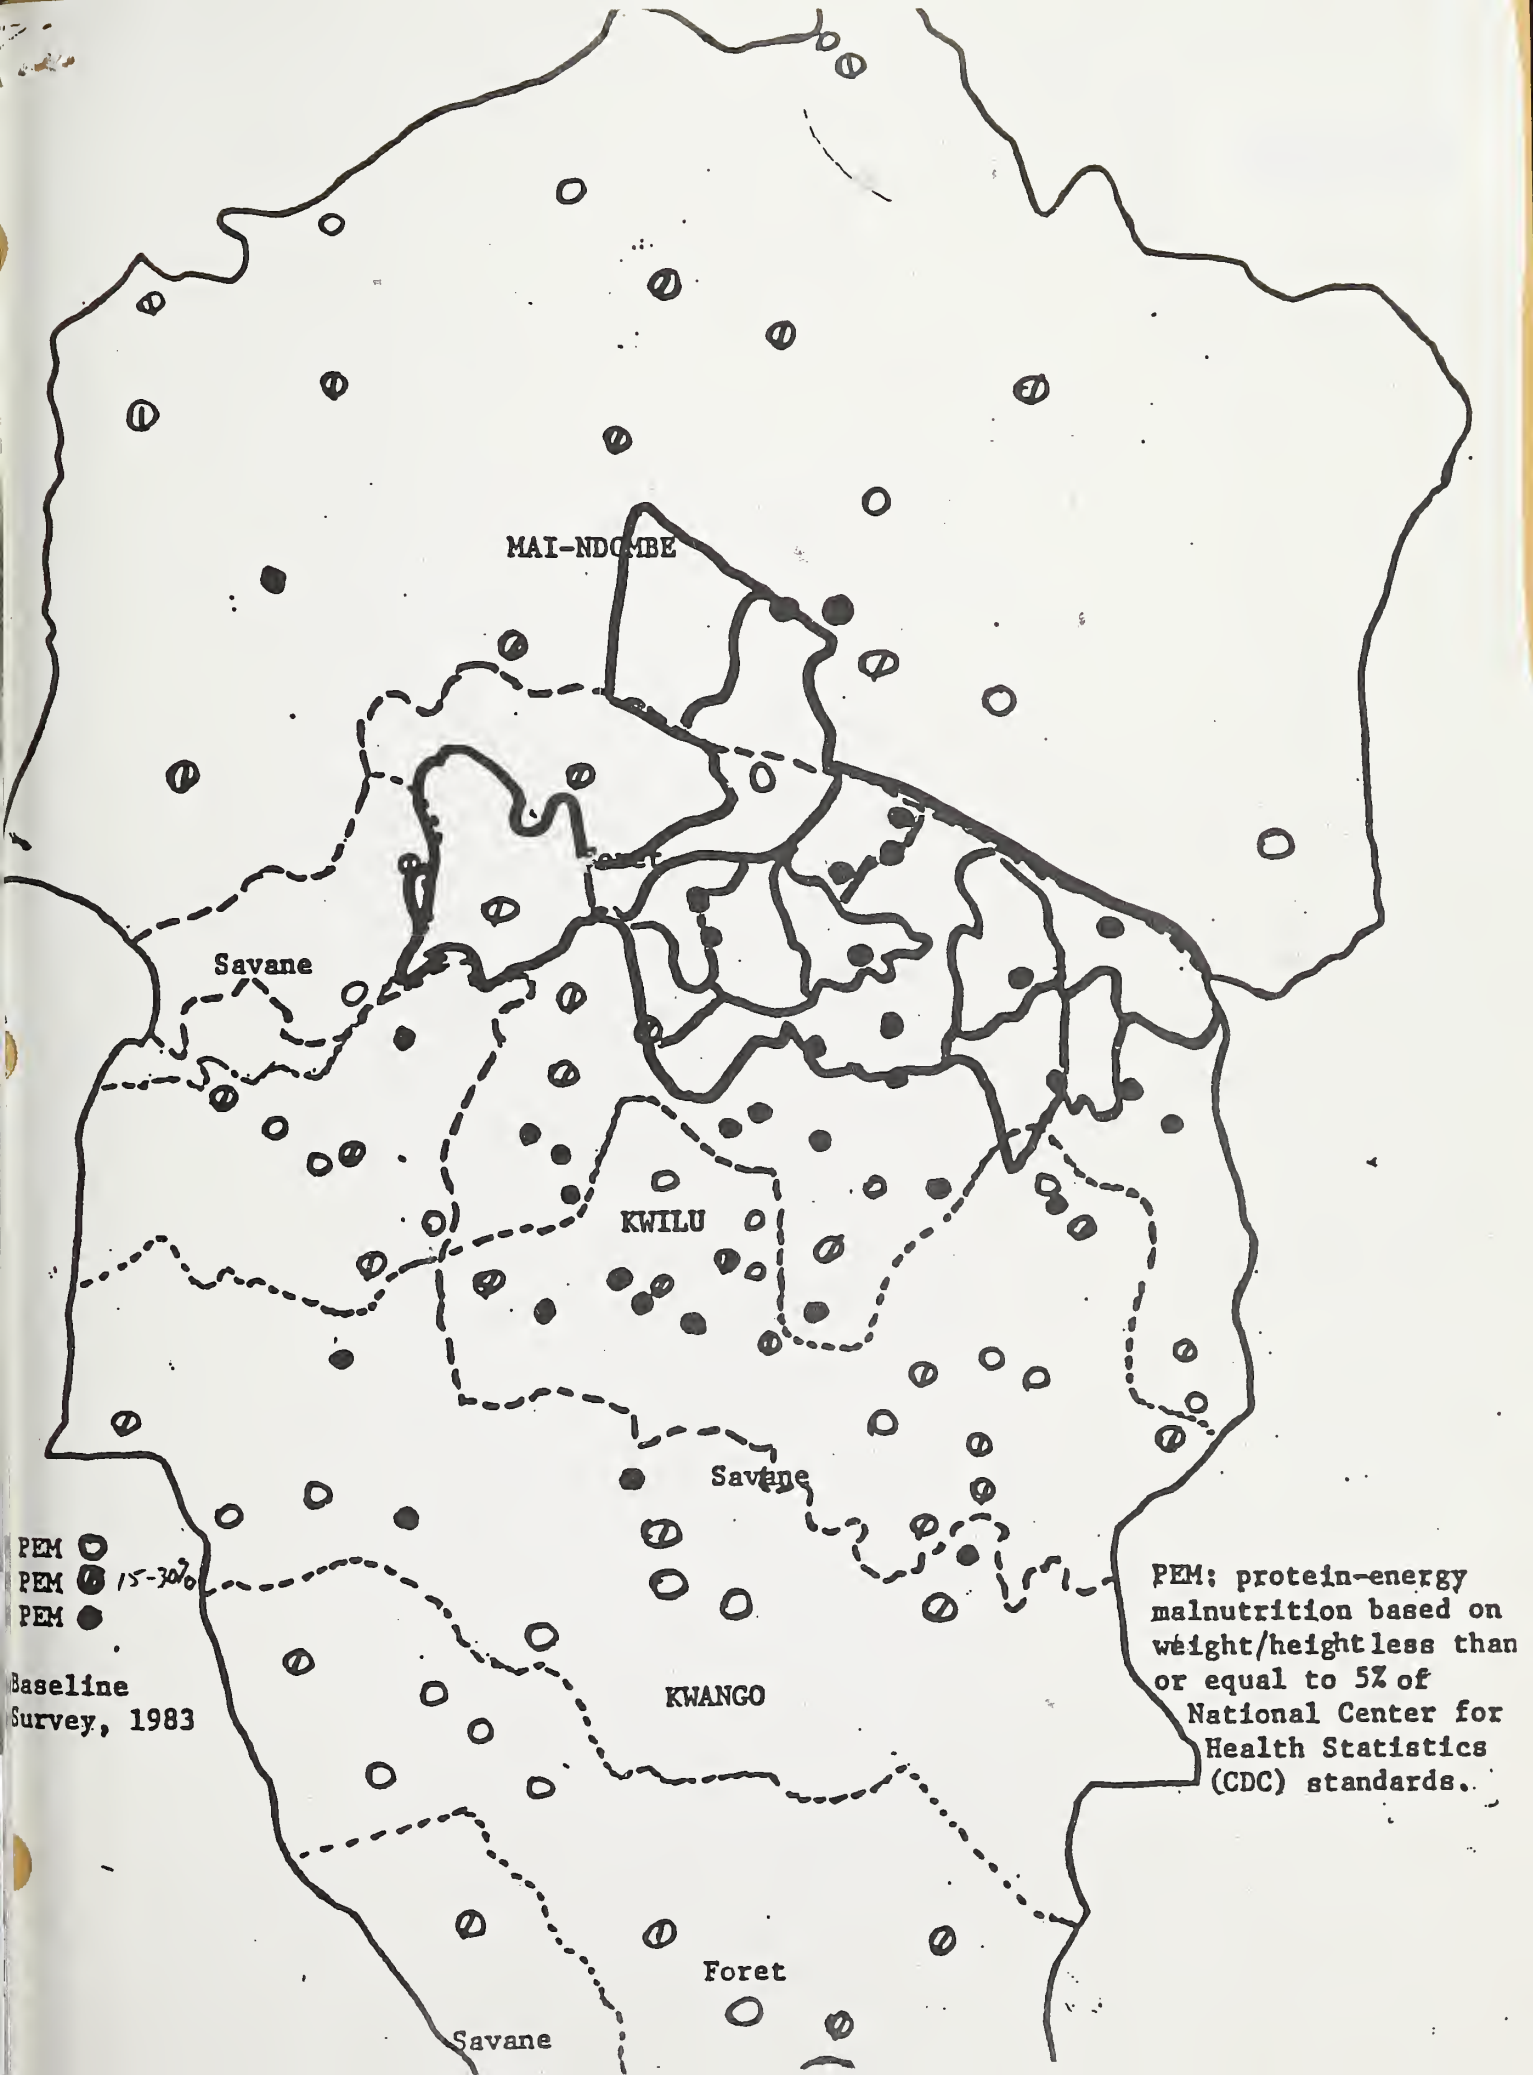 MAI-NDOMBE
Foret
Savane
KWILU
Savane
PEM
PEM 15-30%
PEM
Baseline
Survey, 1983
PEM: protein-energy
malnutrition based on
weight/height less than
or equal to 5% of
National Center for
Health Statistics
(CDC) standards.
KWANGO
Foret
Savane